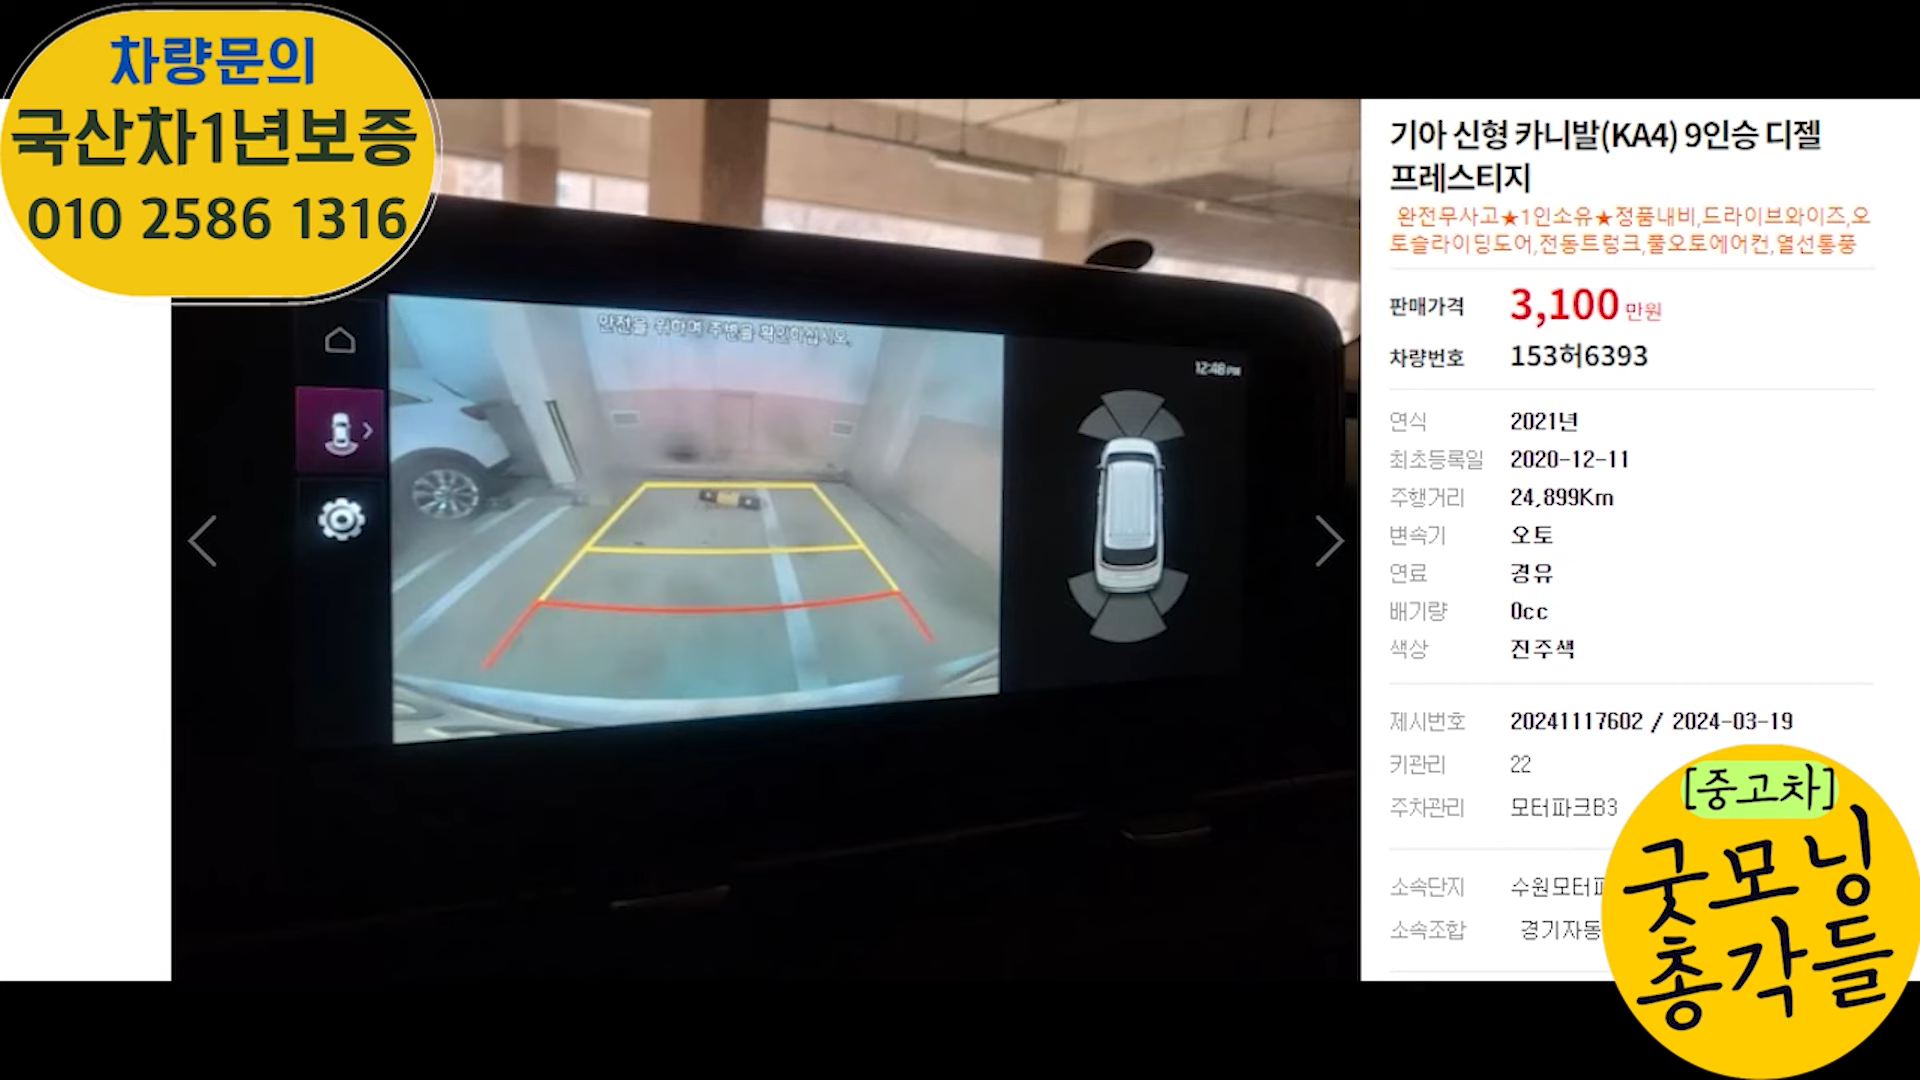 차량문의
국산차1년보증
010 2586 1316
안전을 위하여 주변을 확인하십시오.
12:48 PM
기아 신형 카니발(KA4) 9인승 디젤
프레스티지
완전무사고★1인소유★정품내비,드라이브와이즈,오
토슬라이딩도어,전동트렁크,풀오토에어컨,열선통풍
판매가격 3,100 만원
차량번호 153허6393
연식 2021년
최초등록일 2020-12-11
주행거리 24,899Km
변속기 오토
연료 경유
배기량 0cc
색상 진주색
제시번호 20241117602 / 2024-03-19
키관리 22
주차관리 모터파크B3
소속단지 수원모터파
소속조합 경기자동
[중고차]
굿모닝
총각들